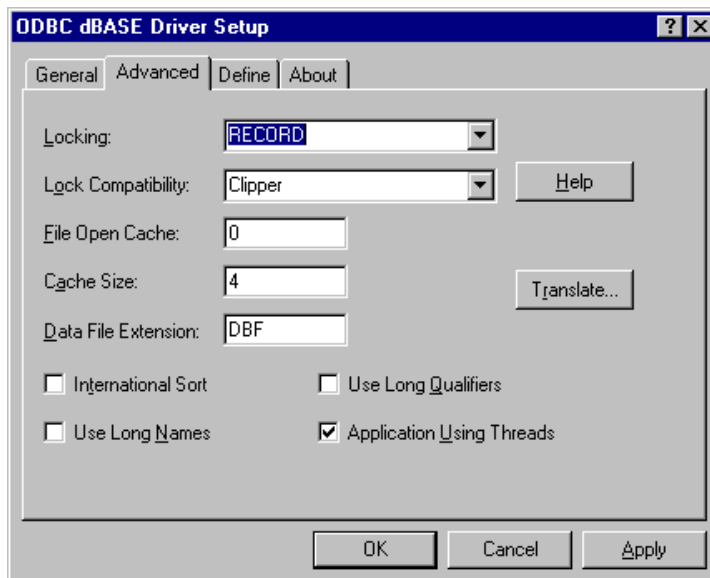 ODBC dBASE Driver Setup
General Advanced Define About
Locking: RECORD
Lock Compatibility: Clipper Help
File Open Cache: 0
Cache Size: 4 Translate...
Data File Extension: DBF
International Sort Use Long Qualifiers
Use Long Names Application Using Threads
OK Cancel Apply